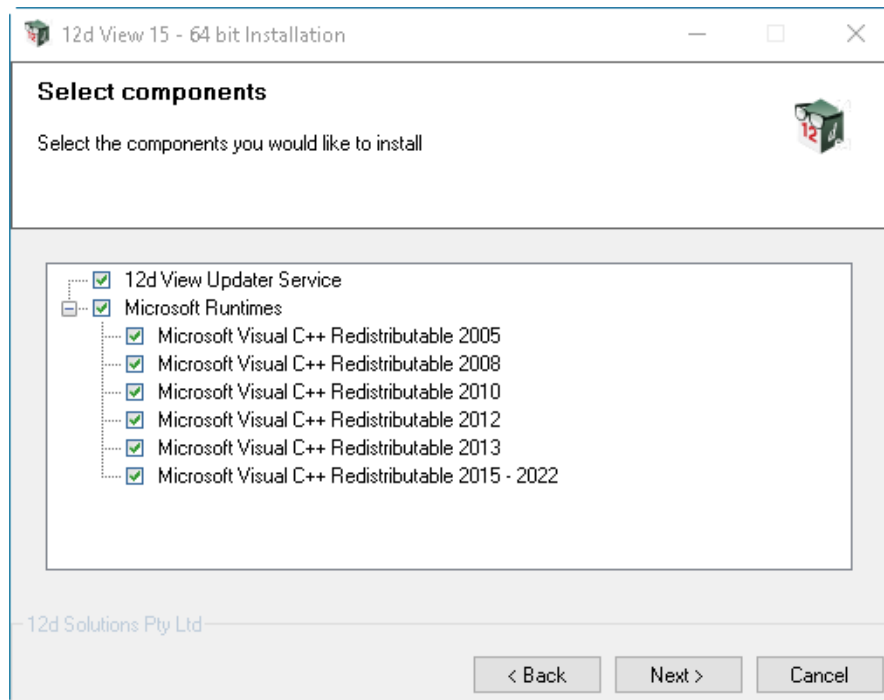 12d View 15 - 64 bit Installation
Select components
Select the components you would like to install
12
12d View Updater Service
Microsoft Runtimes
Microsoft Visual C++ Redistributable 2005
Microsoft Visual C++ Redistributable 2008
Microsoft Visual C++ Redistributable 2010
Microsoft Visual C++ Redistributable 2012
Microsoft Visual C++ Redistributable 2013
Microsoft Visual C++ Redistributable 2015 - 2022
12d Solutions Pty Ltd
< Back Next > Cancel